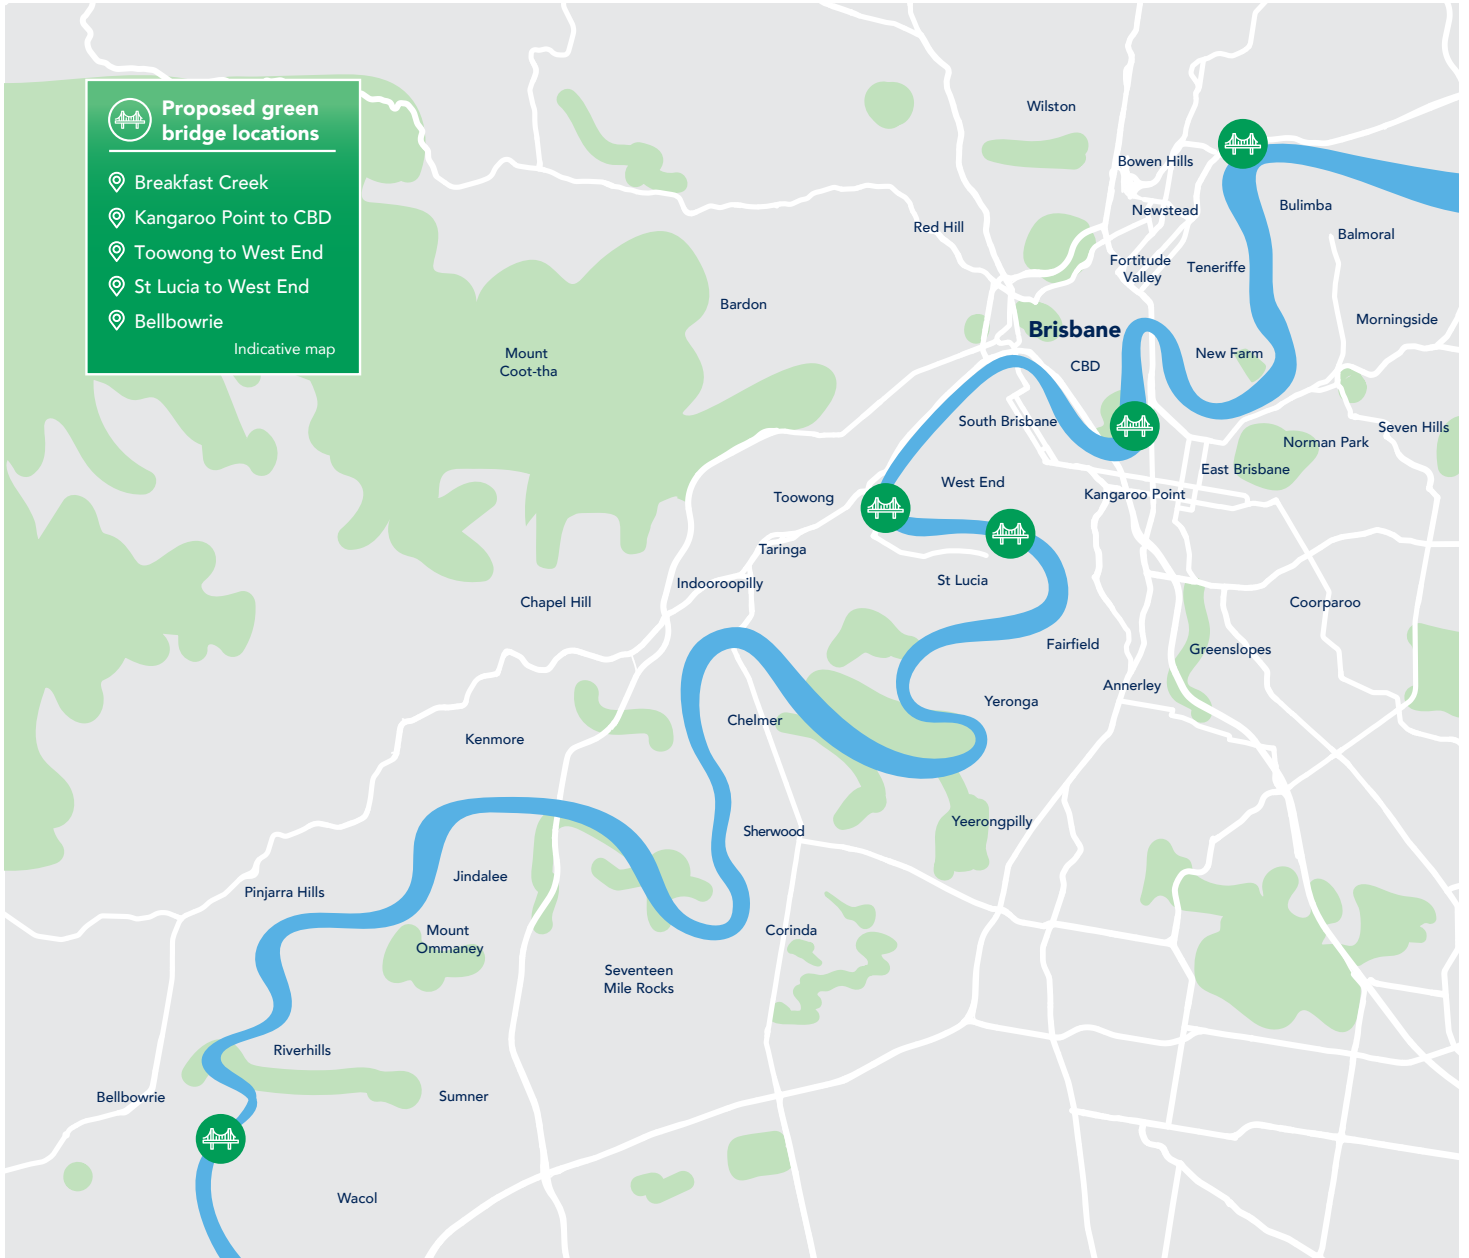 Proposed green
bridge locations
Breakfast Creek
Kangaroo Point to CBD
Toowong to West End
St Lucia to West End
Bellbowrie
Indicative map
Wilston
Bowen Hills
Newstead
Bulimba
Red Hill
Balmoral
Fortitude
Valley
Teneriffe
Bardon
Morningside
Brisbane
Mount
Coot-tha
New Farm
CBD
South Brisbane
Seven Hills
Norman Park
East Brisbane
West End
Toowong
Kangaroo Point
Taringa
Indooroopilly
St Lucia
Chapel Hill
Coorparoo
Fairfield
Greenslopes
Annerley
Yeronga
Chelmer
Kenmore
Yeerongpilly
Sherwood
Jindalee
Pinjarra Hills
Mount
Ommaney
Corinda
Seventeen
Mile Rocks
Riverhills
Bellbowrie
Sumner
Wacol